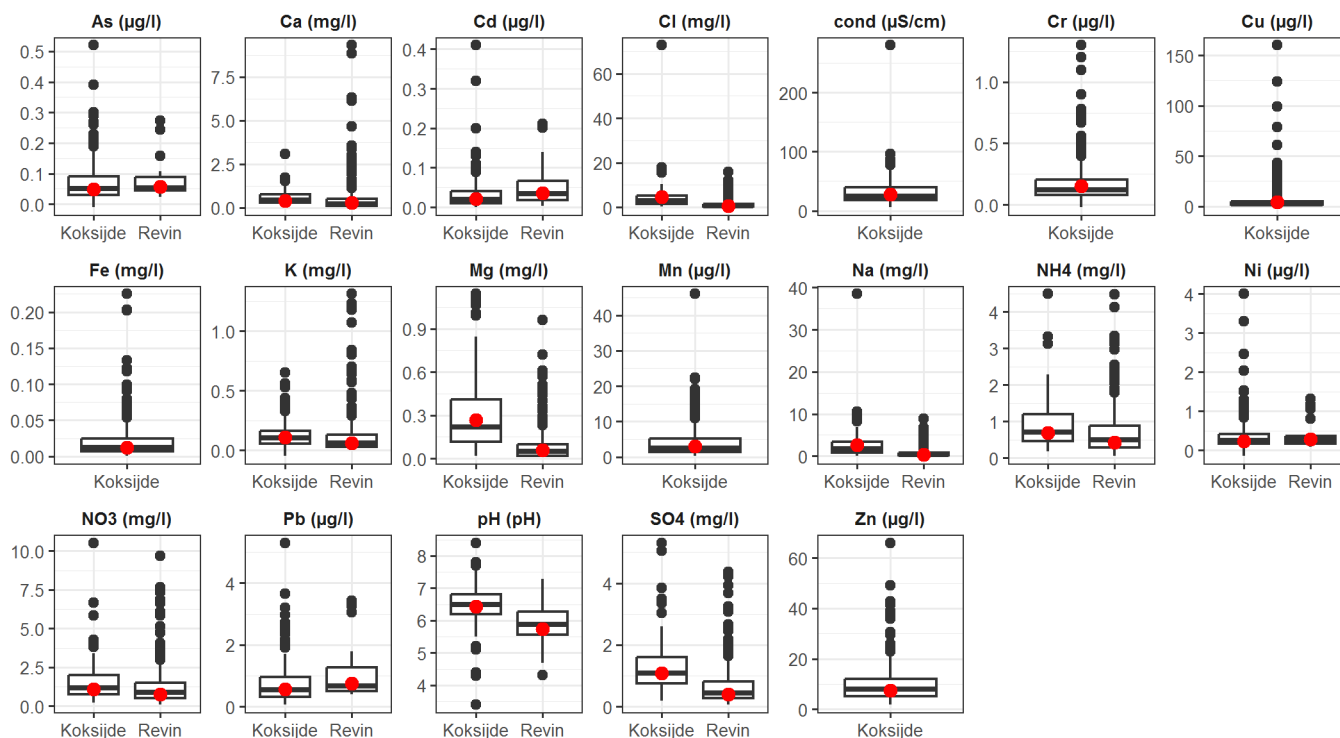 As (µg/l) Ca (mg/l) Cd (µg/l) Cl (mg/l) cond (µS/cm) Cr (µg/l) Cu (µg/l)
0.5 0.4 0.3 0.2 0.1 0.0
7.5 5.0 2.5 0.0
0.4 0.3 0.2 0.1 0.0
60 40 20 0
200 100 0
1.0 0.5 0.0
150 100 50 0
Koksijde Revin Koksijde Revin Koksijde Revin Koksijde Revin Koksijde Koksijde Koksijde
Fe (mg/l) K (mg/l) Mg (mg/l) Mn (µg/l) Na (mg/l) NH4 (mg/l) Ni (µg/l)
0.20 0.15 0.10 0.05 0.00
1.0 0.5 0.0
0.9 0.6 0.3 0.0
40 30 20 10 0
40 30 20 10 0
4 3 2 1 0
4 3 2 1 0
Koksijde Koksijde Revin Koksijde Revin Koksijde Koksijde Revin Koksijde Revin Koksijde Revin
NO3 (mg/l) Pb (µg/l) pH (pH) SO4 (mg/l) Zn (µg/l)
10.0 7.5 5.0 2.5 0.0
4 2 0
8 7 6 5 4
4 2 0
60 40 20 0
Koksijde Revin Koksijde Revin Koksijde Revin Koksijde Revin Koksijde